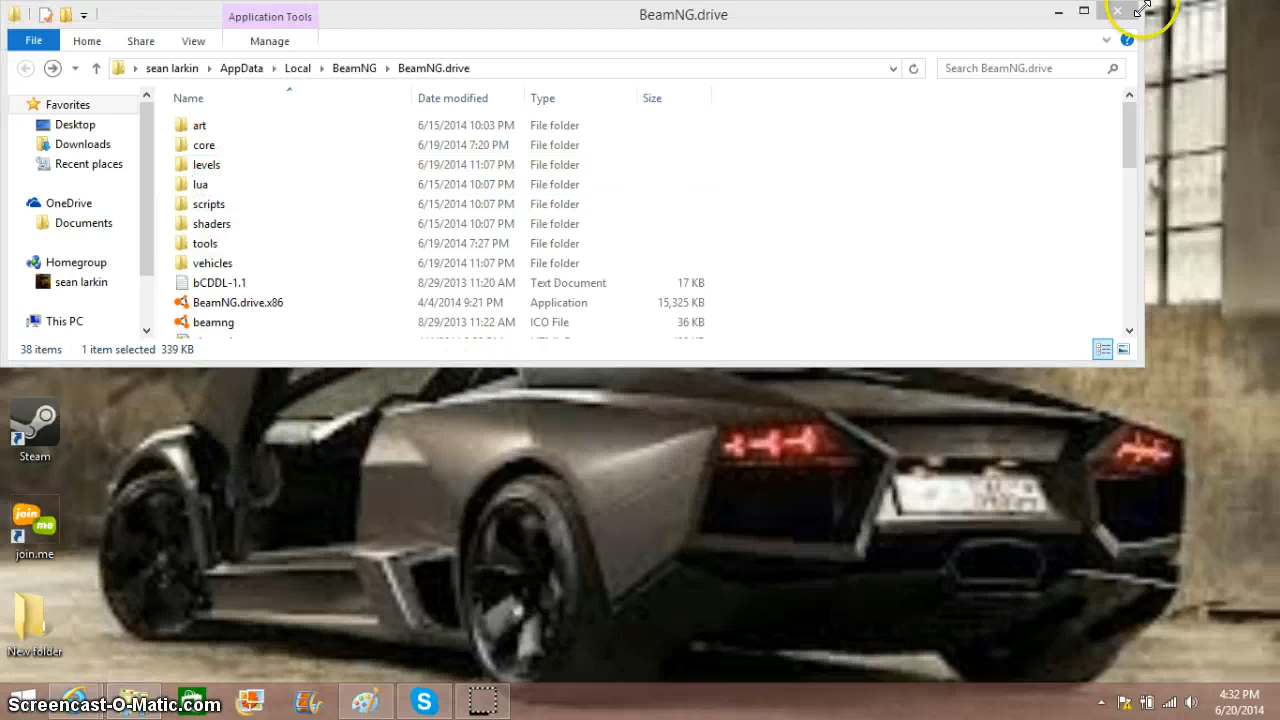 Application Tools
BeamNG.drive
File Home Share View Manage
sean larkin AppData Local BeamNG BeamNG.drive
Search BeamNG.drive
Name Date modified Type Size
Favorites
Desktop
Downloads
Recent places
OneDrive
Documents
Homegroup
sean larkin
This PC
art 6/15/2014 10:03 PM File folder
core 6/19/2014 7:20 PM File folder
levels 6/19/2014 11:07 PM File folder
lua 6/15/2014 10:07 PM File folder
scripts 6/15/2014 10:07 PM File folder
shaders 6/15/2014 10:07 PM File folder
tools 6/19/2014 7:27 PM File folder
vehicles 6/19/2014 11:07 PM File folder
bCDDL-1.1 8/29/2013 11:20 AM Text Document 17 KB
BeamNG.drive.x86 4/4/2014 9:21 PM Application 15,325 KB
beamng 8/29/2013 11:22 AM ICO File 36 KB
38 items 1 item selected 339 KB
Steam
join me
join.me
New folder
Screencast-O-Matic.com
4:32 PM
6/20/2014